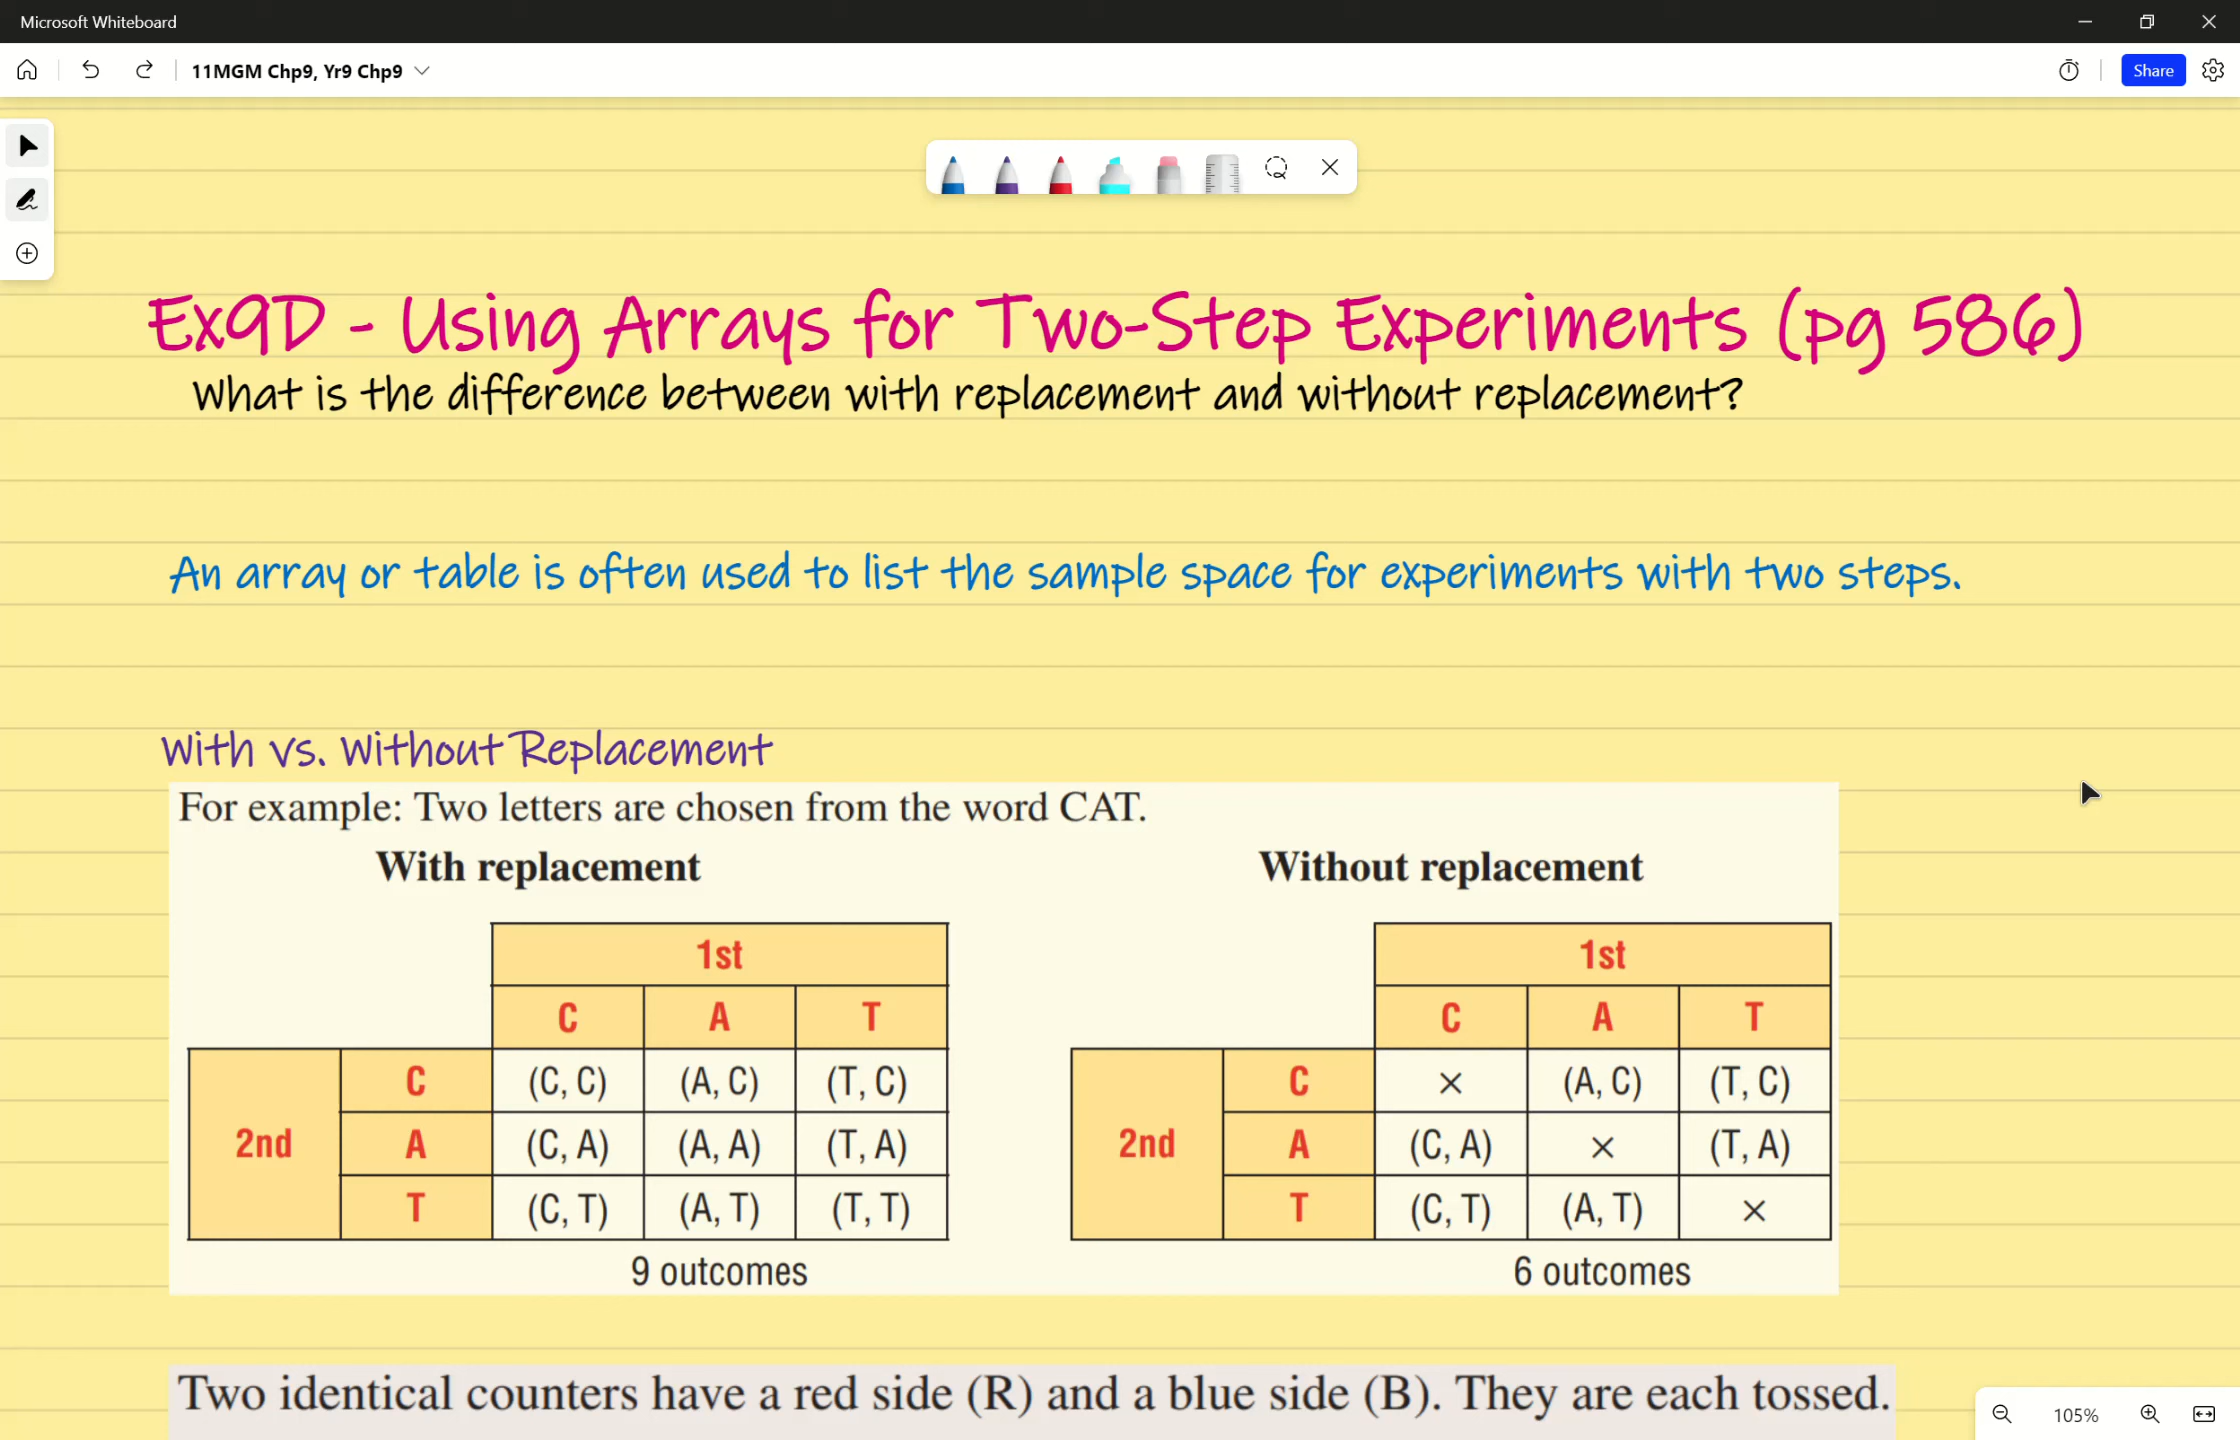 Microsoft Whiteboard
11MGM Chp9, Yr9 Chp9
Share
Ex9D - Using Arrays for Two-Step Experiments (pg 586)
What is the difference between with replacement and without replacement?
An array or table is often used to list the sample space for experiments with two steps.
With vs. Without Replacement
For example: Two letters are chosen from the word CAT.
With replacement
1st
C A T
2nd
C (C, C) (A, C) (T, C)
A (C, A) (A, A) (T, A)
T (C, T) (A, T) (T, T)
9 outcomes
Without replacement
1st
C A T
2nd
C × (A, C) (T, C)
A (C, A) × (T, A)
T (C, T) (A, T) ×
6 outcomes
Two identical counters have a red side (R) and a blue side (B). They are each tossed.
105%